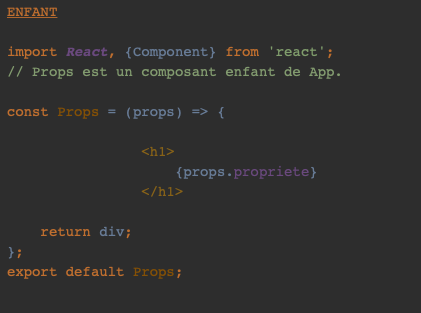 ENFANT
import React, {Component} from 'react';
// Props est un composant enfant de App.
const Props = (props) => {
<h1>
{props.propriete}
</h1>
return div;
};
export default Props;